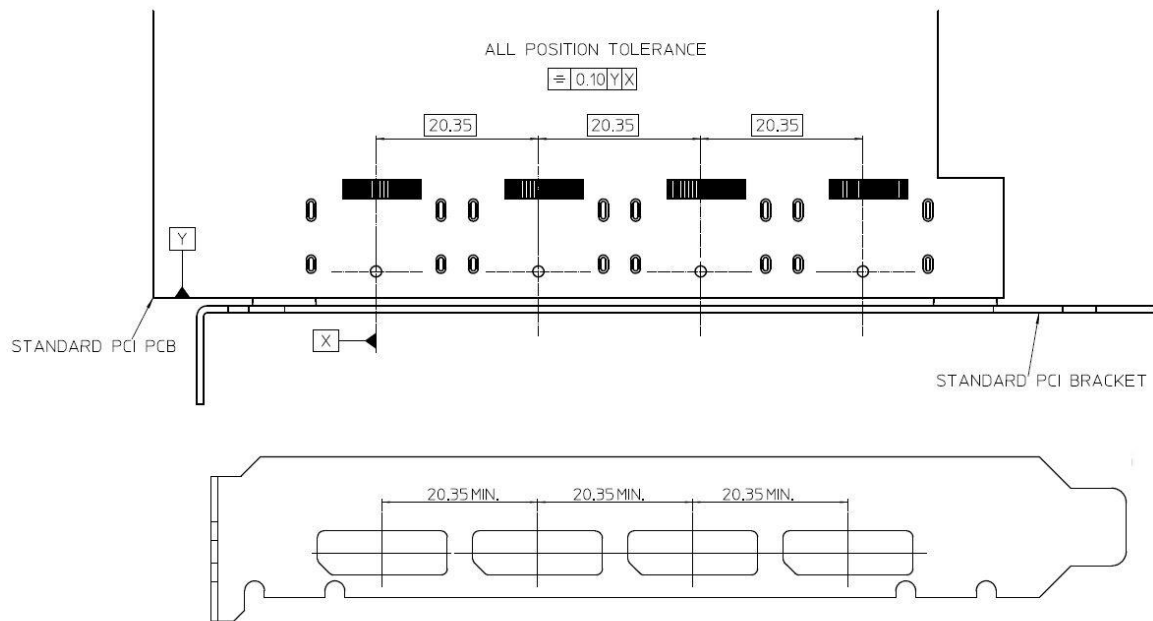 ALL POSITION TOLERANCE
⌯ 0.10 Y X
20.35 20.35 20.35
Y
X
STANDARD PCI PCB
STANDARD PCI BRACKET
20.35 MIN. 20.35 MIN. 20.35 MIN.